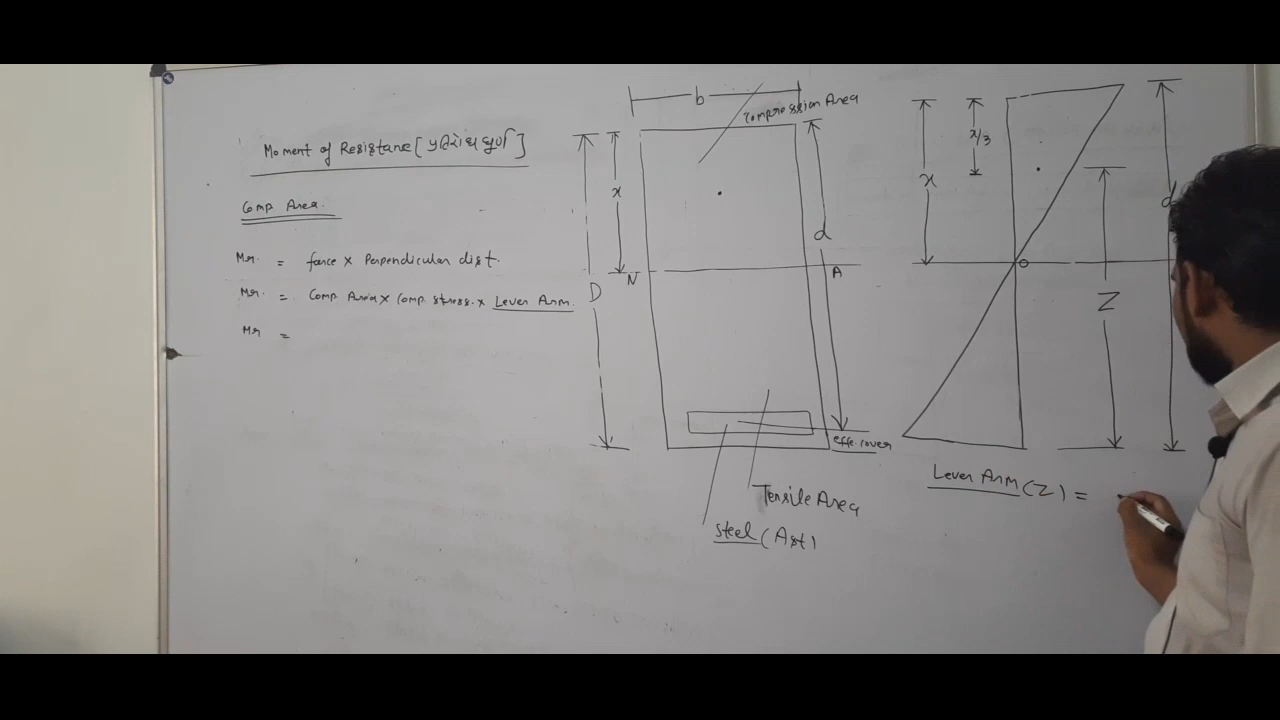 Moment of Resistance [પ્રતિરોધ ઘૂર્ણ]
Comp Area.
Mr. = force x Perpendicular dist.
Mr. = Comp. Area x Comp. stress. x Lever Arm.
Mr =
b
Compression Area
x
D
N
A
d
effe. cover
Tensile Area
Steel (Ast)
x
x/3
O
Z
d
Lever Arm (Z) =